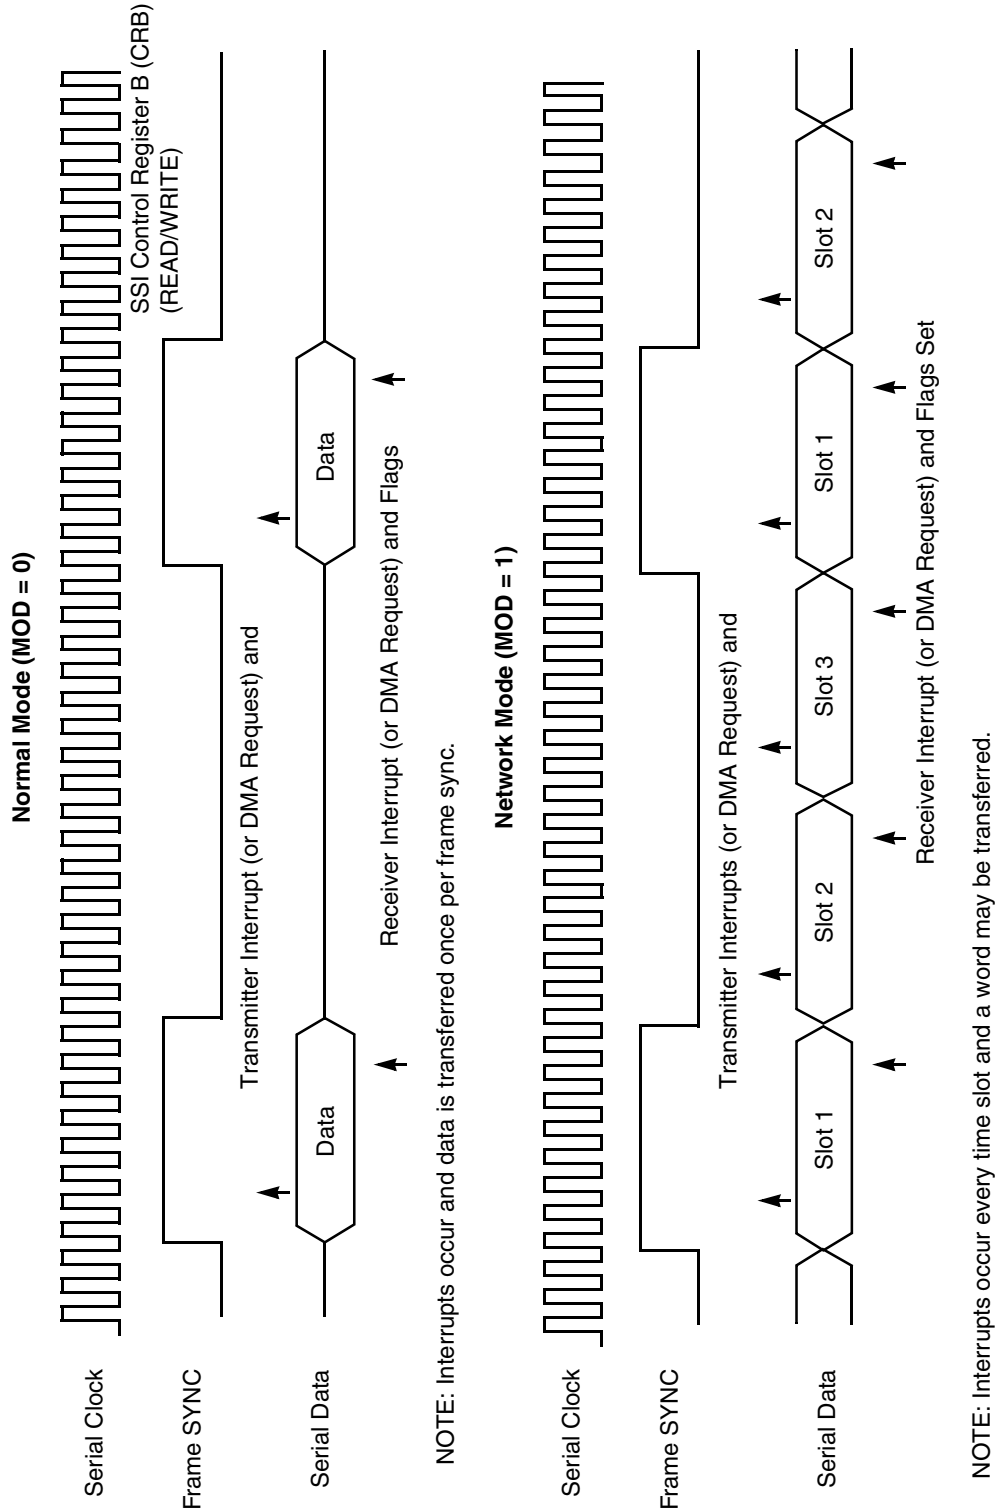 Normal Mode (MOD = 0)
Serial Clock
SSI Control Register B (CRB)
(READ/WRITE)
Frame SYNC
Transmitter Interrupt (or DMA Request) and
Serial Data
Data
Data
Receiver Interrupt (or DMA Request) and Flags
NOTE: Interrupts occur and data is transferred once per frame sync.
Network Mode (MOD = 1)
Serial Clock
Frame SYNC
Transmitter Interrupts (or DMA Request) and
Serial Data
Slot 1
Slot 2
Slot 3
Slot 1
Slot 2
Receiver Interrupt (or DMA Request) and Flags Set
NOTE: Interrupts occur every time slot and a word may be transferred.